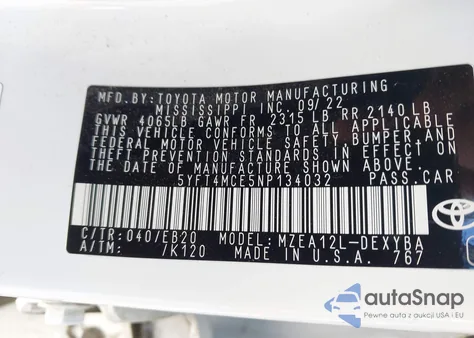 MFD. BY: TOYOTA MOTOR MANUFACTURING
MISSISSIPPI INC. 09/22
GVWR 4065LB GAWR FR 2315 LB RR 2140 LB
THIS VEHICLE CONFORMS TO ALL APPLICABLE
FEDERAL MOTOR VEHICLE SAFETY, BUMPER, AND
THEFT PREVENTION STANDARDS IN EFFECT ON
THE DATE OF MANUFACTURE SHOWN ABOVE.
5YFT4MCE5NP134032 PASS.CAR
C/TR: 040/EB20 MODEL: MZEA12L-DEXYBA
A/TM: /K120 MADE IN U.S.A. 767
autoSnap
Pewne auta z aukcji USA i EU